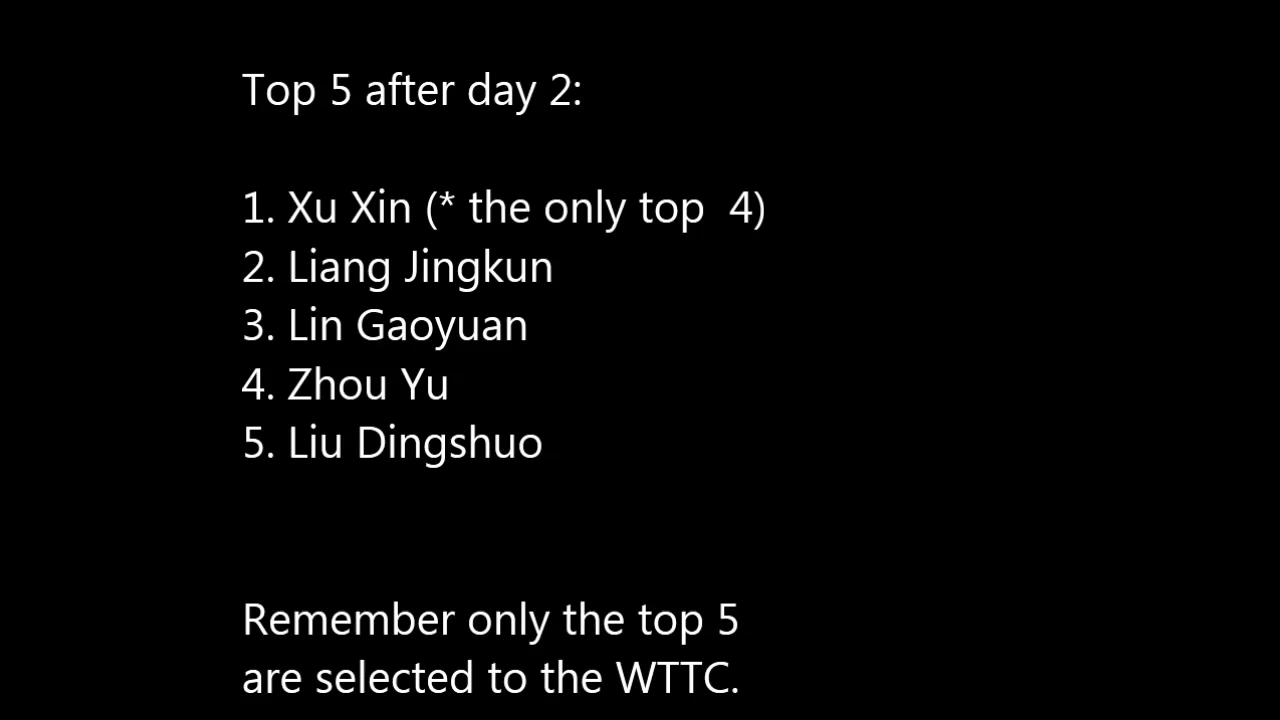 Top 5 after day 2:
1. Xu Xin (* the only top  4)
2. Liang Jingkun
3. Lin Gaoyuan
4. Zhou Yu
5. Liu Dingshuo
Remember only the top 5
are selected to the WTTC.